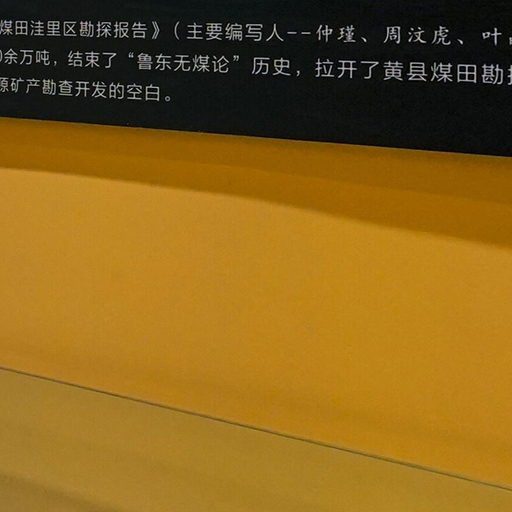 煤田洼里区勘探报告》（主要编写人--仲瑾、周汶虎、叶
0余万吨，结束了“鲁东无煤论”历史，拉开了黄县煤田勘
源矿产勘查开发的空白。